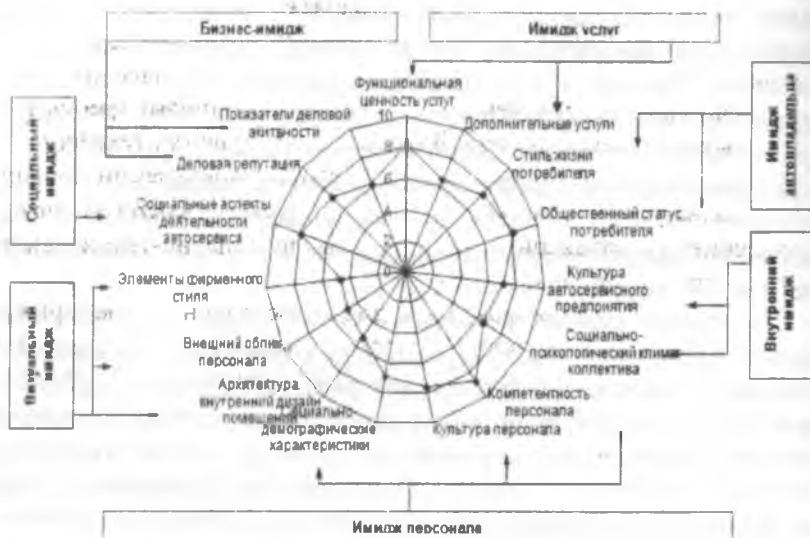 Бизнес-имидж
Имидж услуг
Функциональная
ценность услуг
Показатели деловой
активности
Дополнительные услуги
Деловая репутация
Стиль жизни
потребителя
Социальные аспекты
деятельности
автосервиса
Общественный статус
потребителя
Элементы фирменного
стиля
Культура
автосервисного
предприятия
Внешний облик
персонала
Социально-
психологический климат
коллектива
Архитектура,
внутренний дизайн
помещений
Компетентность
персонала
Социально-
демографические
характеристики
Культура персонала
10
8
6
4
2
0
Социальный
имидж
Визуальный
имидж
Имидж
автовладельца
Внутренний
имидж
Имидж персонала